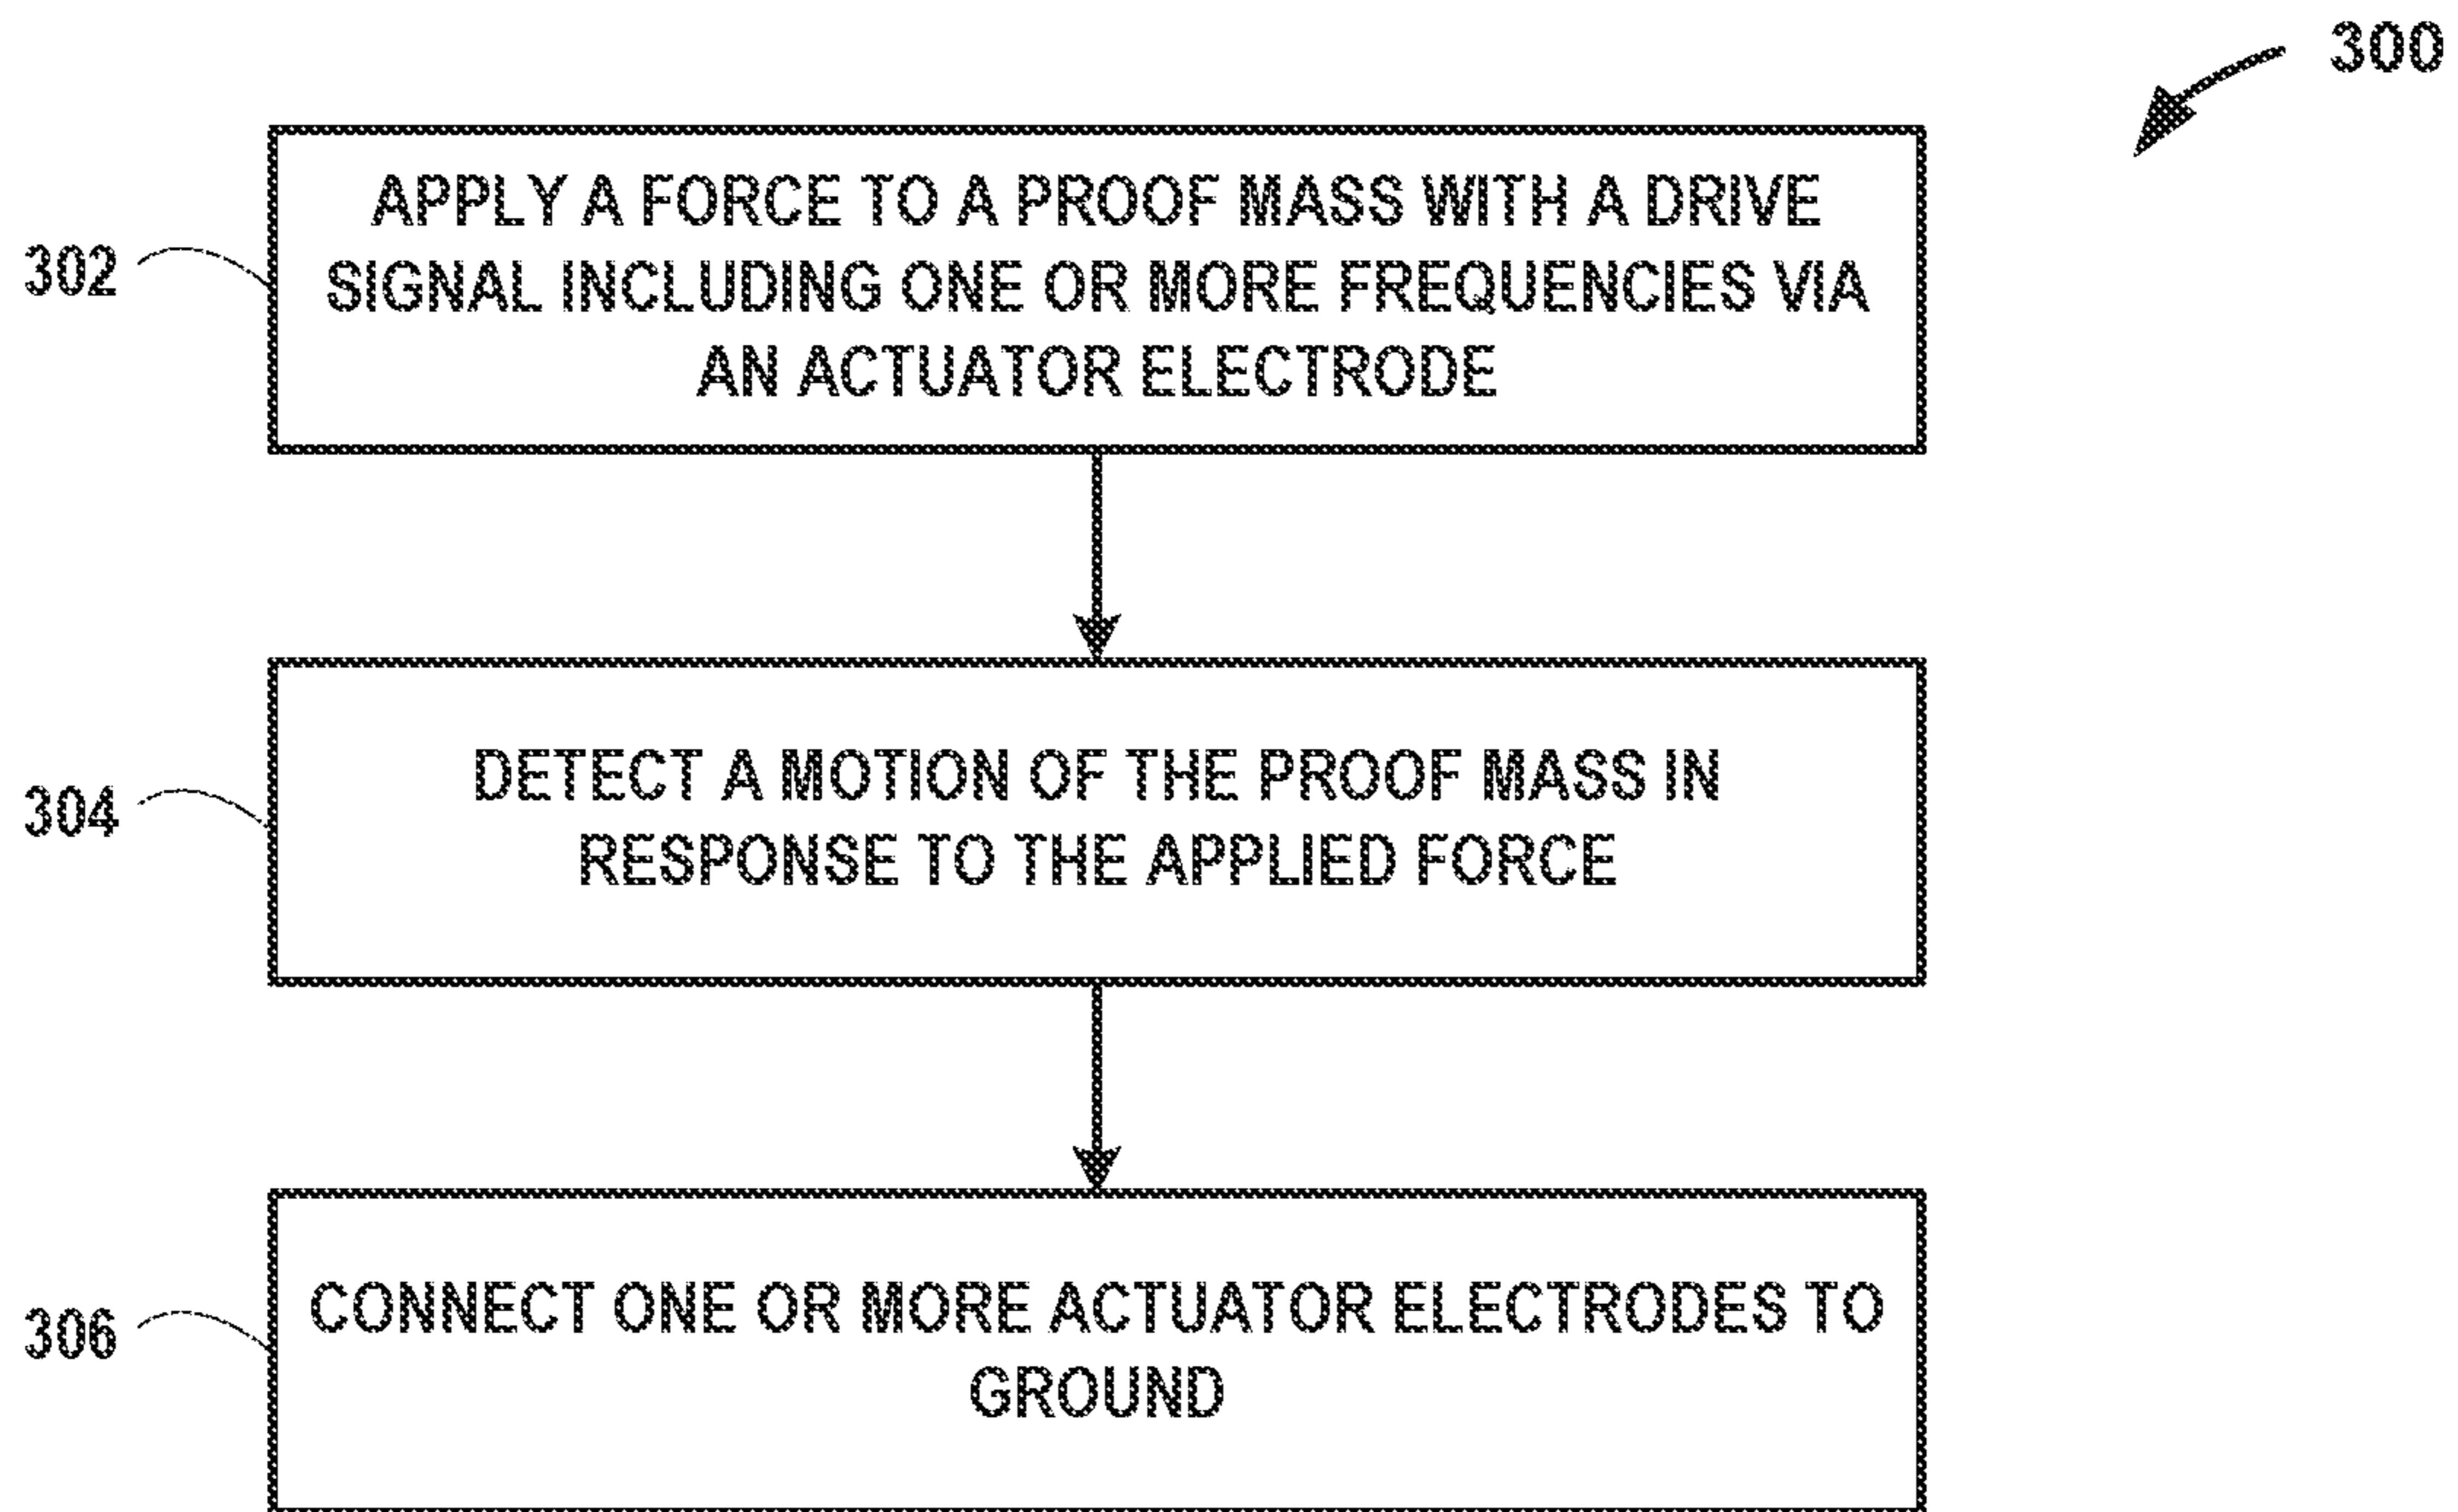 300
302
APPLY A FORCE TO A PROOF MASS WITH A DRIVE
SIGNAL INCLUDING ONE OR MORE FREQUENCIES VIA
AN ACTUATOR ELECTRODE
304
DETECT A MOTION OF THE PROOF MASS IN
RESPONSE TO THE APPLIED FORCE
306
CONNECT ONE OR MORE ACTUATOR ELECTRODES TO
GROUND